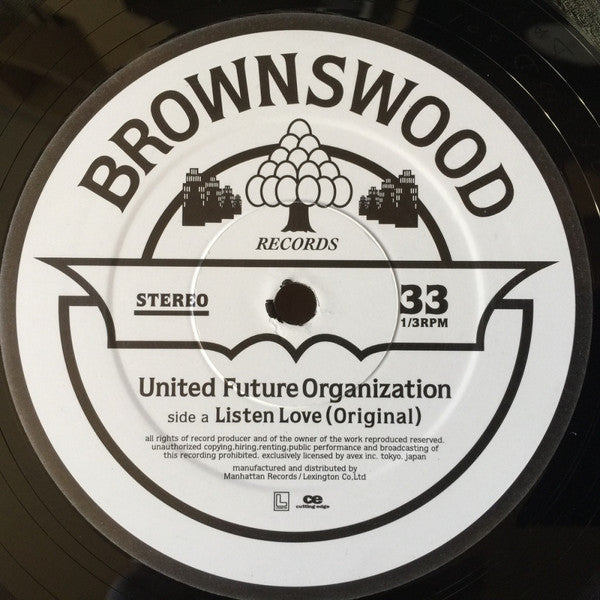 BROWNSWOOD
RECORDS
STEREO
33
1/3RPM
United Future Organization
side a Listen Love (Original)
all rights of record producer and of the owner of the work reproduced reserved.
unauthorized copying,hiring,renting,public performance and broadcasting of
this recording prohibited. exclusively licensed by avex inc. tokyo. japan
manufactured and distributed by
Manhattan Records / Lexington Co,Ltd
L
ce
cutting edge